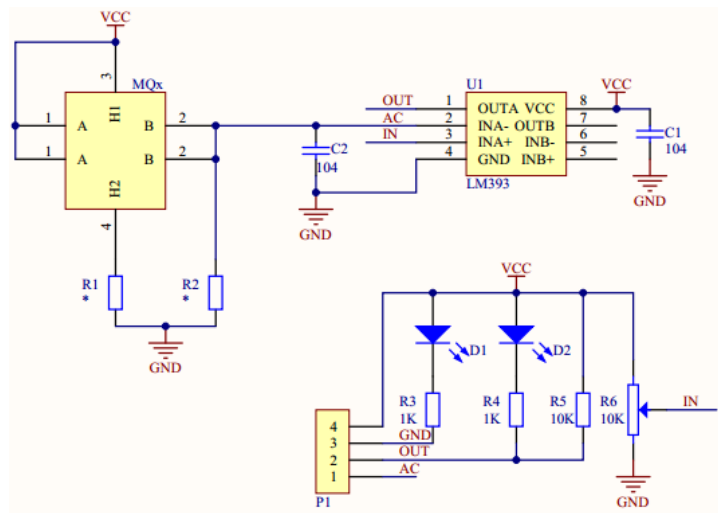 VCC
MQx
3
H1
1 A B 2
1 A B 2
H2
4
R1
*
R2
*
GND
C2
104
GND
U1
OUT 1 OUTA VCC 8
AC 2 INA- OUTB 7
IN 3 INA+ INB- 6
4 GND INB+ 5
LM393
VCC
C1
104
GND
VCC
D1
D2
R3
1K
R4
1K
R5
10K
R6
10K
IN
GND
4
3 GND
2 OUT
1 AC
P1